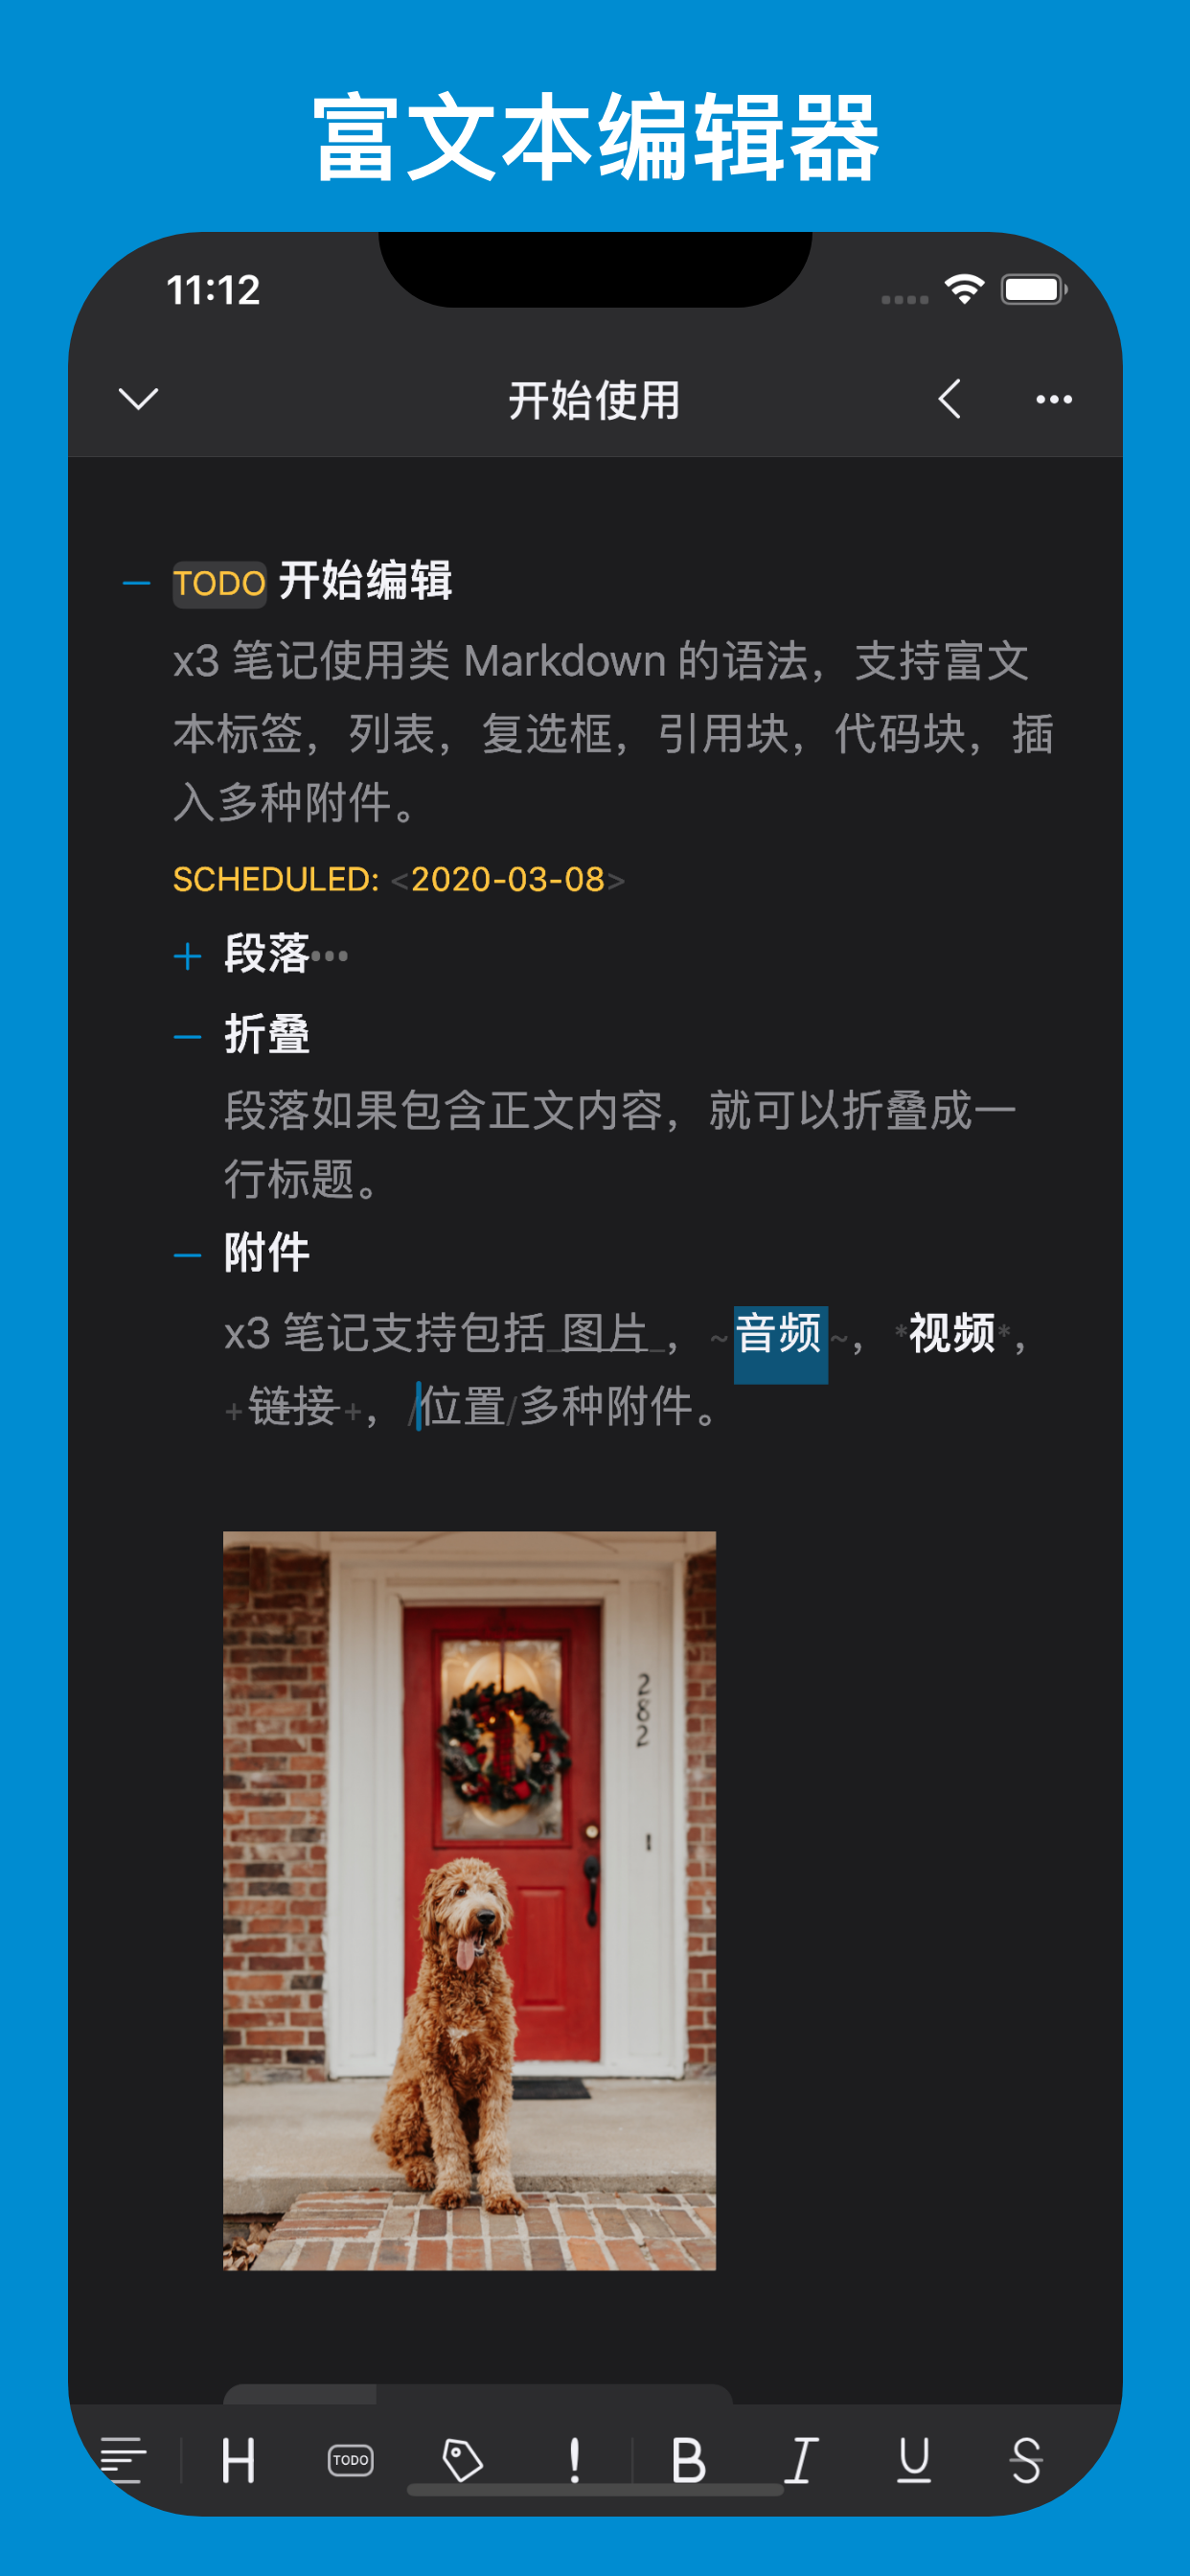 富文本编辑器
11:12
开始使用
TODO 开始编辑
x3 笔记使用类 Markdown 的语法，支持富文
本标签，列表，复选框，引用块，代码块，插
入多种附件。
SCHEDULED: <2020-03-08>
段落•••
折叠
段落如果包含正文内容，就可以折叠成一
行标题。
附件
x3 笔记支持包括_图片_，~音频~，*视频*，
+链接+，/位置/多种附件。
282
H TODO ! B I U S